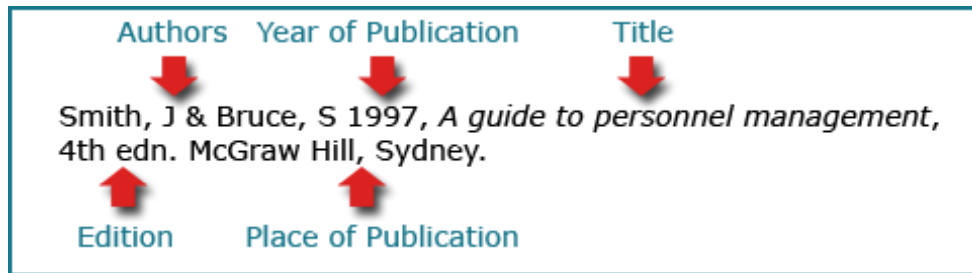 Authors Year of Publication Title
Smith, J & Bruce, S 1997, A guide to personnel management,
4th edn. McGraw Hill, Sydney.
Edition Place of Publication